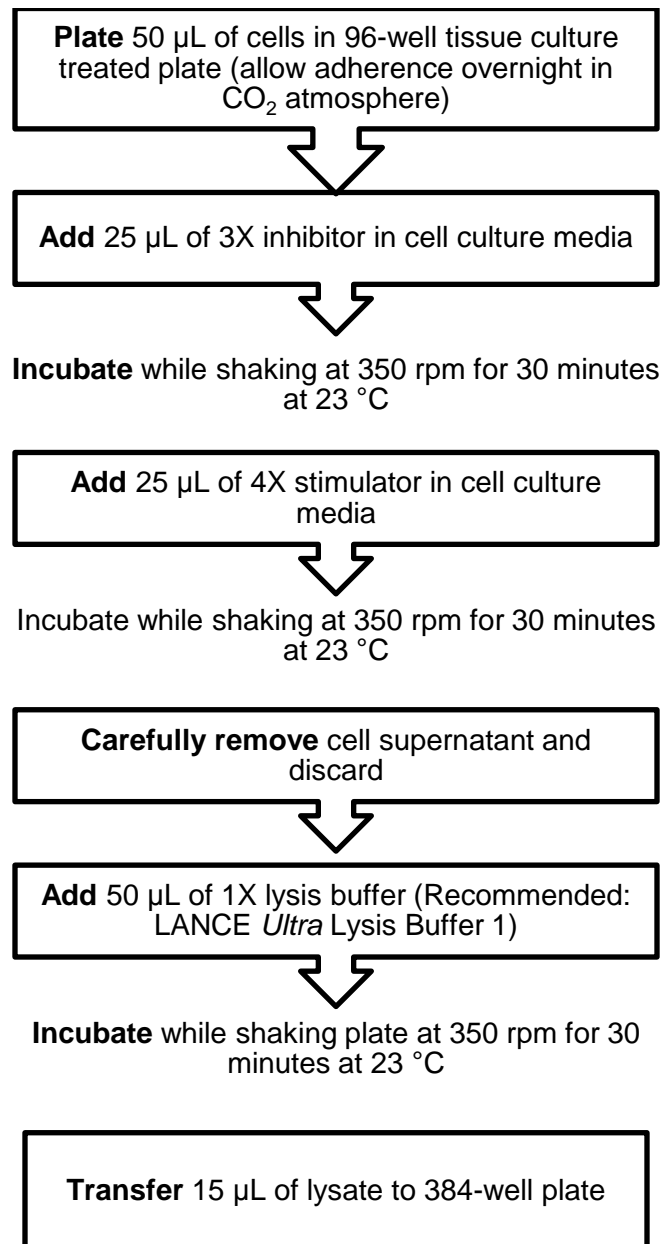 Plate 50 µL of cells in 96-well tissue culture
treated plate (allow adherence overnight in
CO₂ atmosphere)
Add 25 µL of 3X inhibitor in cell culture media
Incubate while shaking at 350 rpm for 30 minutes
at 23 °C
Add 25 µL of 4X stimulator in cell culture
media
Incubate while shaking at 350 rpm for 30 minutes
at 23 °C
Carefully remove cell supernatant and
discard
Add 50 µL of 1X lysis buffer (Recommended:
LANCE Ultra Lysis Buffer 1)
Incubate while shaking plate at 350 rpm for 30
minutes at 23 °C
Transfer 15 µL of lysate to 384-well plate